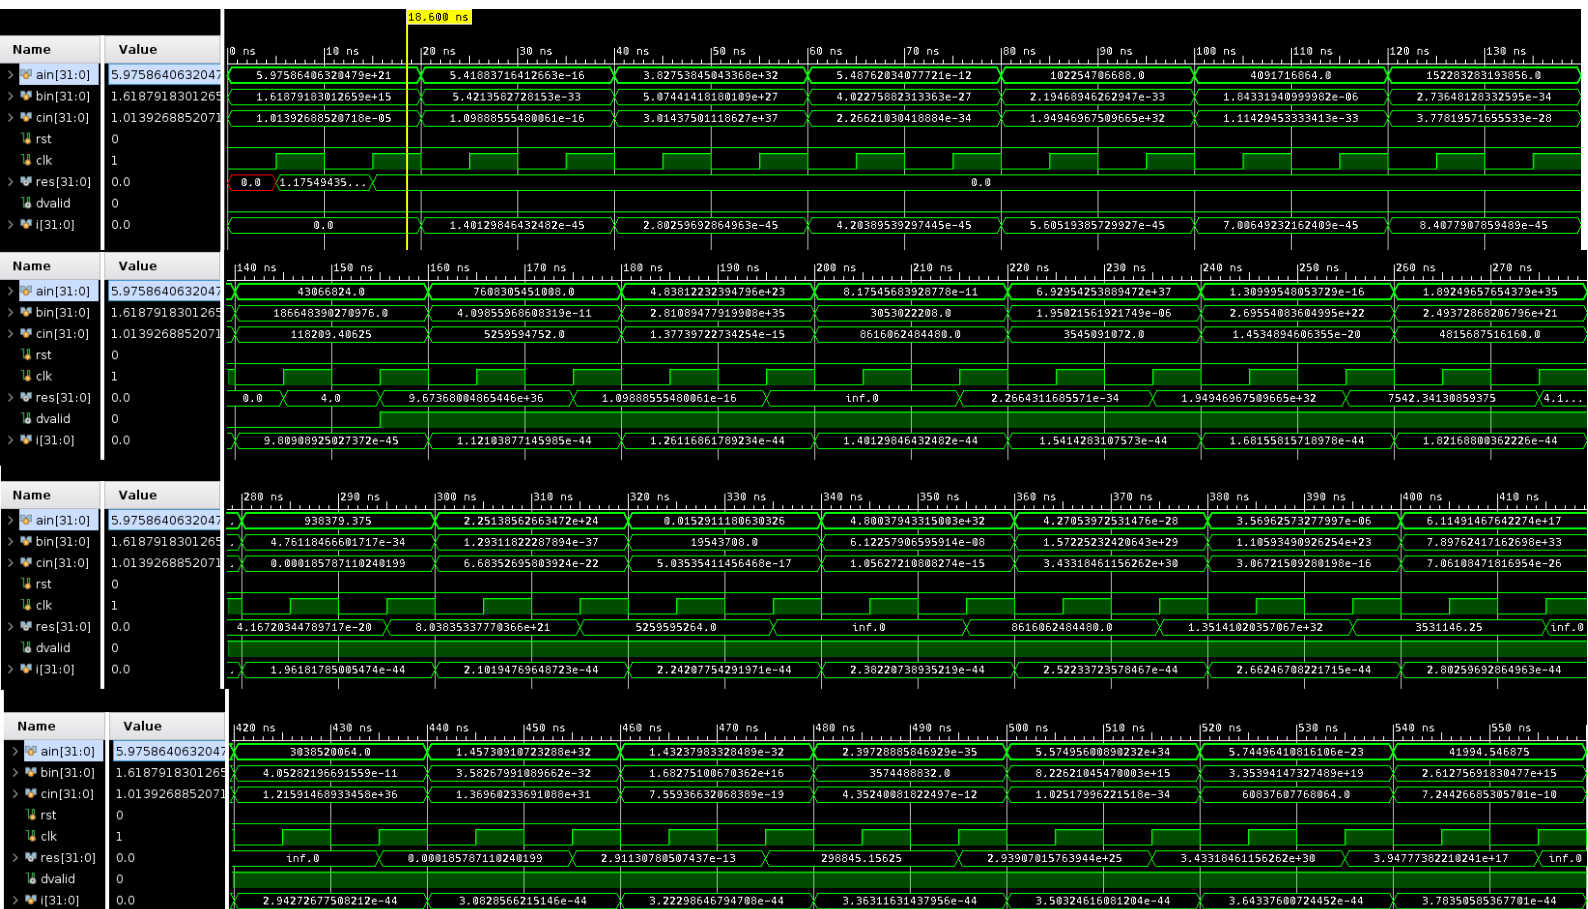 18.600 ns
Name Value 0 ns 10 ns 20 ns 30 ns 40 ns 50 ns 60 ns 70 ns 80 ns 90 ns 100 ns 110 ns 120 ns 130 ns
ain[31:0] 5.9758640632047 5.97586406320479e+21 5.41883716412663e-16 3.82753845043368e+32 5.48762034077721e-12 102254706688.0 4091716864.0 152283283193856.0
bin[31:0] 1.6187918301265 1.61879183012659e+15 5.4213582728153e-33 5.07441418180109e+27 4.02275882313363e-27 2.19468946262947e-33 1.84331940999982e-06 2.73648128332595e-34
cin[31:0] 1.0139268852071 1.01392688520718e-05 1.09888555480061e-16 3.01437501118627e+37 2.26621030418884e-34 1.94946967509665e+32 1.11429453333413e-33 3.77819571655533e-28
rst 0
clk 1
res[31:0] 0.0 0.0 1.17549435... 0.0
dvalid 0
i[31:0] 0.0 0.0 1.40129846432482e-45 2.80259692864963e-45 4.20389539297445e-45 5.60519385729927e-45 7.00649232162409e-45 8.4077907859489e-45
Name Value 140 ns 150 ns 160 ns 170 ns 180 ns 190 ns 200 ns 210 ns 220 ns 230 ns 240 ns 250 ns 260 ns 270 ns
ain[31:0] 5.9758640632047 43066824.0 7608305451008.0 4.83812232394796e+23 8.17545683928778e-11 6.92954253889472e+37 1.30999548053729e-16 1.89249657654379e+35
bin[31:0] 1.6187918301265 186648390270976.0 4.09855968608319e-11 2.81089477919908e+35 3053022208.0 1.95021561921749e-06 2.69554083604995e+22 2.49372868206796e+21
cin[31:0] 1.0139268852071 118209.40625 5259594752.0 1.37739722734254e-15 8616062484480.0 3545091072.0 1.4534894606355e-20 4815687516160.0
rst 0
clk 1
res[31:0] 0.0 0.0 4.0 9.67368004865446e+36 1.09888555480061e-16 inf.0 2.2664311685571e-34 1.94946967509665e+32 7542.34130859375 4.1...
dvalid 0
i[31:0] 0.0 9.80908925027372e-45 1.12103877145985e-44 1.26116861789234e-44 1.40129846432482e-44 1.5414283107573e-44 1.68155815718978e-44 1.82168800362226e-44
Name Value 280 ns 290 ns 300 ns 310 ns 320 ns 330 ns 340 ns 350 ns 360 ns 370 ns 380 ns 390 ns 400 ns 410 ns
ain[31:0] 5.9758640632047 938379.375 2.25138562663472e+24 0.0152911180630326 4.80037943315003e+32 4.27053972531476e-28 3.56962573277997e-06 6.11491467642274e+17
bin[31:0] 1.6187918301265 4.76118466601717e-34 1.29311822287894e-37 19543708.0 6.12257906595914e-08 1.57225232420643e+29 1.10593490926254e+23 7.89762417162698e+33
cin[31:0] 1.0139268852071 0.000185787110240199 6.68352695803924e-22 5.03535411456468e-17 1.05627210808274e-15 3.43318461156262e+30 3.06721509280198e-16 7.06108471816954e-26
rst 0
clk 1
res[31:0] 0.0 4.16720344789717e-20 8.03835337770366e+21 5259595264.0 inf.0 8616062484480.0 1.35141020357067e+32 3531146.25 inf.0
dvalid 0
i[31:0] 0.0 1.96181785005474e-44 2.10194769648723e-44 2.24207754291971e-44 2.38220738935219e-44 2.52233723578467e-44 2.66246708221715e-44 2.80259692864963e-44
Name Value 420 ns 430 ns 440 ns 450 ns 460 ns 470 ns 480 ns 490 ns 500 ns 510 ns 520 ns 530 ns 540 ns 550 ns
ain[31:0] 5.9758640632047 3038520064.0 1.45730910723288e+32 1.43237983328489e-32 2.39728885846929e-35 5.57495600890232e+34 5.74496410816106e-23 41994.546875
bin[31:0] 1.6187918301265 4.05282196691559e-11 3.58267991089662e-32 1.68275100670362e+16 3574488832.0 8.22621045470003e+15 3.35394147327489e+19 2.61275691830477e+15
cin[31:0] 1.0139268852071 1.21591468933458e+36 1.36960233691088e+31 7.55936632068389e-19 4.35240081822497e-12 1.02517996221518e-34 60837607768064.0 7.24426685305701e-10
rst 0
clk 1
res[31:0] 0.0 inf.0 0.000185787110240199 2.91130780507437e-13 298845.15625 2.93907015763944e+25 3.43318461156262e+30 3.94777382210241e+17 inf.0
dvalid 0
i[31:0] 0.0 2.94272677508212e-44 3.0828566215146e-44 3.22298646794708e-44 3.36311631437956e-44 3.50324616081204e-44 3.64337600724452e-44 3.78350585367701e-44